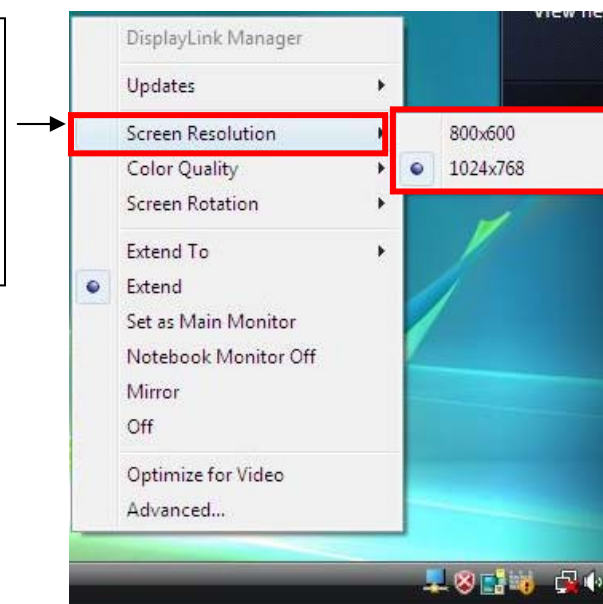 DisplayLink Manager
Updates
Screen Resolution
800x600
1024x768
Color Quality
Screen Rotation
Extend To
Extend
Set as Main Monitor
Notebook Monitor Off
Mirror
Off
Optimize for Video
Advanced...